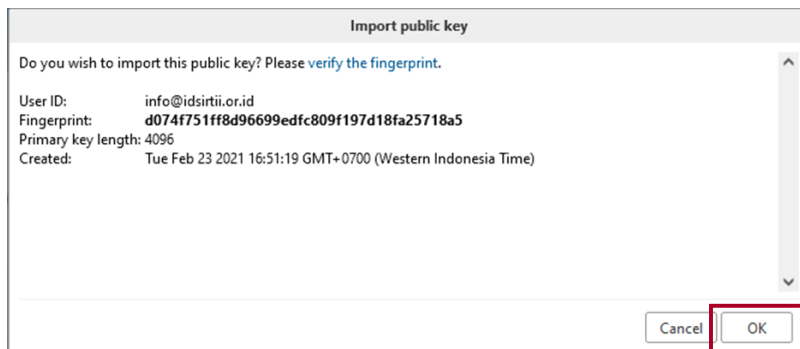 Import public key
Do you wish to import this public key? Please verify the fingerprint.
User ID: info@idsirtii.or.id
Fingerprint: d074f751ff8d96699edfc809f197d18fa25718a5
Primary key length: 4096
Created: Tue Feb 23 2021 16:51:19 GMT+0700 (Western Indonesia Time)
Cancel OK